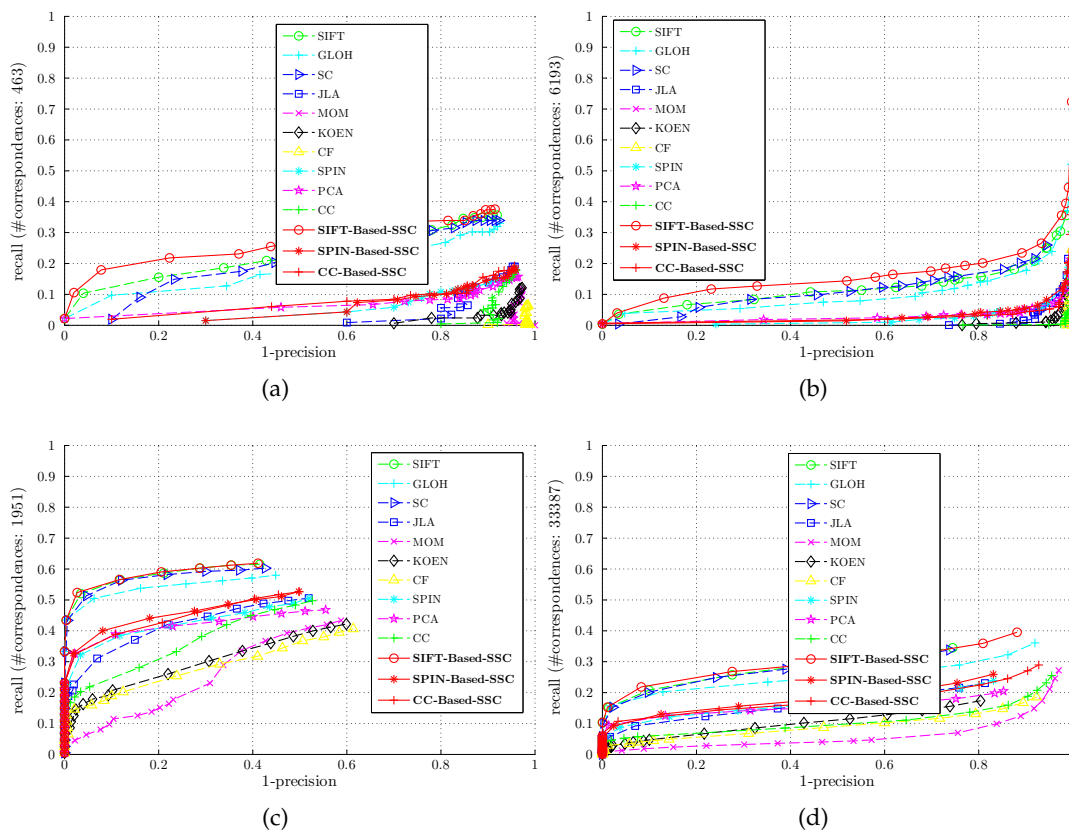 1
0.9
0.8
0.7
0.6
0.5
0.4
0.3
0.2
0.1
0
recall (#correspondences: 463)
SIFT
GLOH
SC
JLA
MOM
KOEN
CF
SPIN
PCA
CC
SIFT-Based-SSC
SPIN-Based-SSC
CC-Based-SSC
0 0.2 0.4 0.6 0.8 1
1-precision
(a)
1
0.9
0.8
0.7
0.6
0.5
0.4
0.3
0.2
0.1
0
recall (#correspondences: 6193)
SIFT
GLOH
SC
JLA
MOM
KOEN
CF
SPIN
PCA
CC
SIFT-Based-SSC
SPIN-Based-SSC
CC-Based-SSC
0 0.2 0.4 0.6 0.8
1-precision
(b)
1
0.9
0.8
0.7
0.6
0.5
0.4
0.3
0.2
0.1
0
recall (#correspondences: 1951)
SIFT
GLOH
SC
JLA
MOM
KOEN
CF
SPIN
PCA
CC
SIFT-Based-SSC
SPIN-Based-SSC
CC-Based-SSC
0 0.2 0.4 0.6 0.8 1
1-precision
(c)
1
0.9
0.8
0.7
0.6
0.5
0.4
0.3
0.2
0.1
0
recall (#correspondences: 33387)
SIFT
GLOH
SC
JLA
MOM
KOEN
CF
SPIN
PCA
CC
SIFT-Based-SSC
SPIN-Based-SSC
CC-Based-SSC
0 0.2 0.4 0.6 0.8
1-precision
(d)